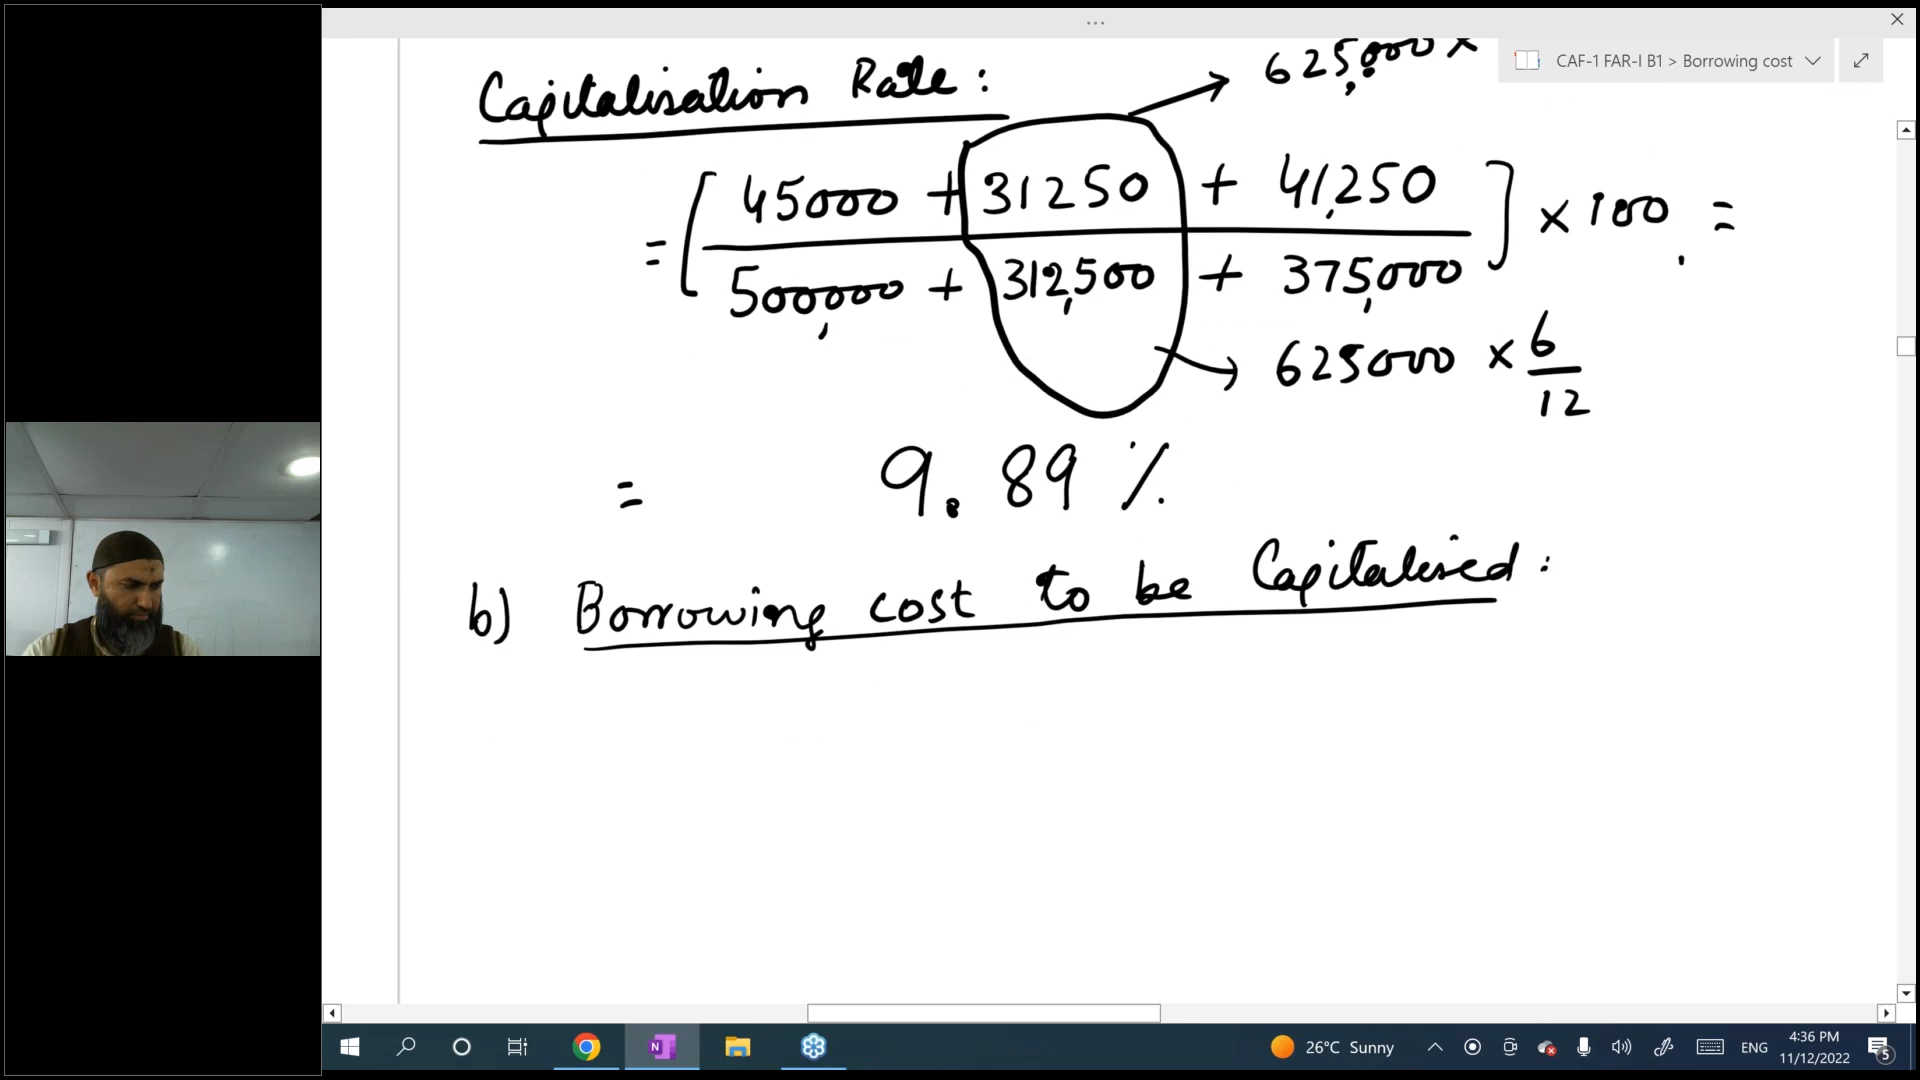 CAF-1 FAR-I B1 > Borrowing cost
625,000 ×
Capitalisation Rate:
= [ 45000 + 31250 + 41,250 ] × 100 =
500,000 + 312,500 + 375,000
625000 × 6
12
= 9.89 %
b) Borrowing cost to be Capitalised:
26°C Sunny
ENG
4:36 PM
11/12/2022
5